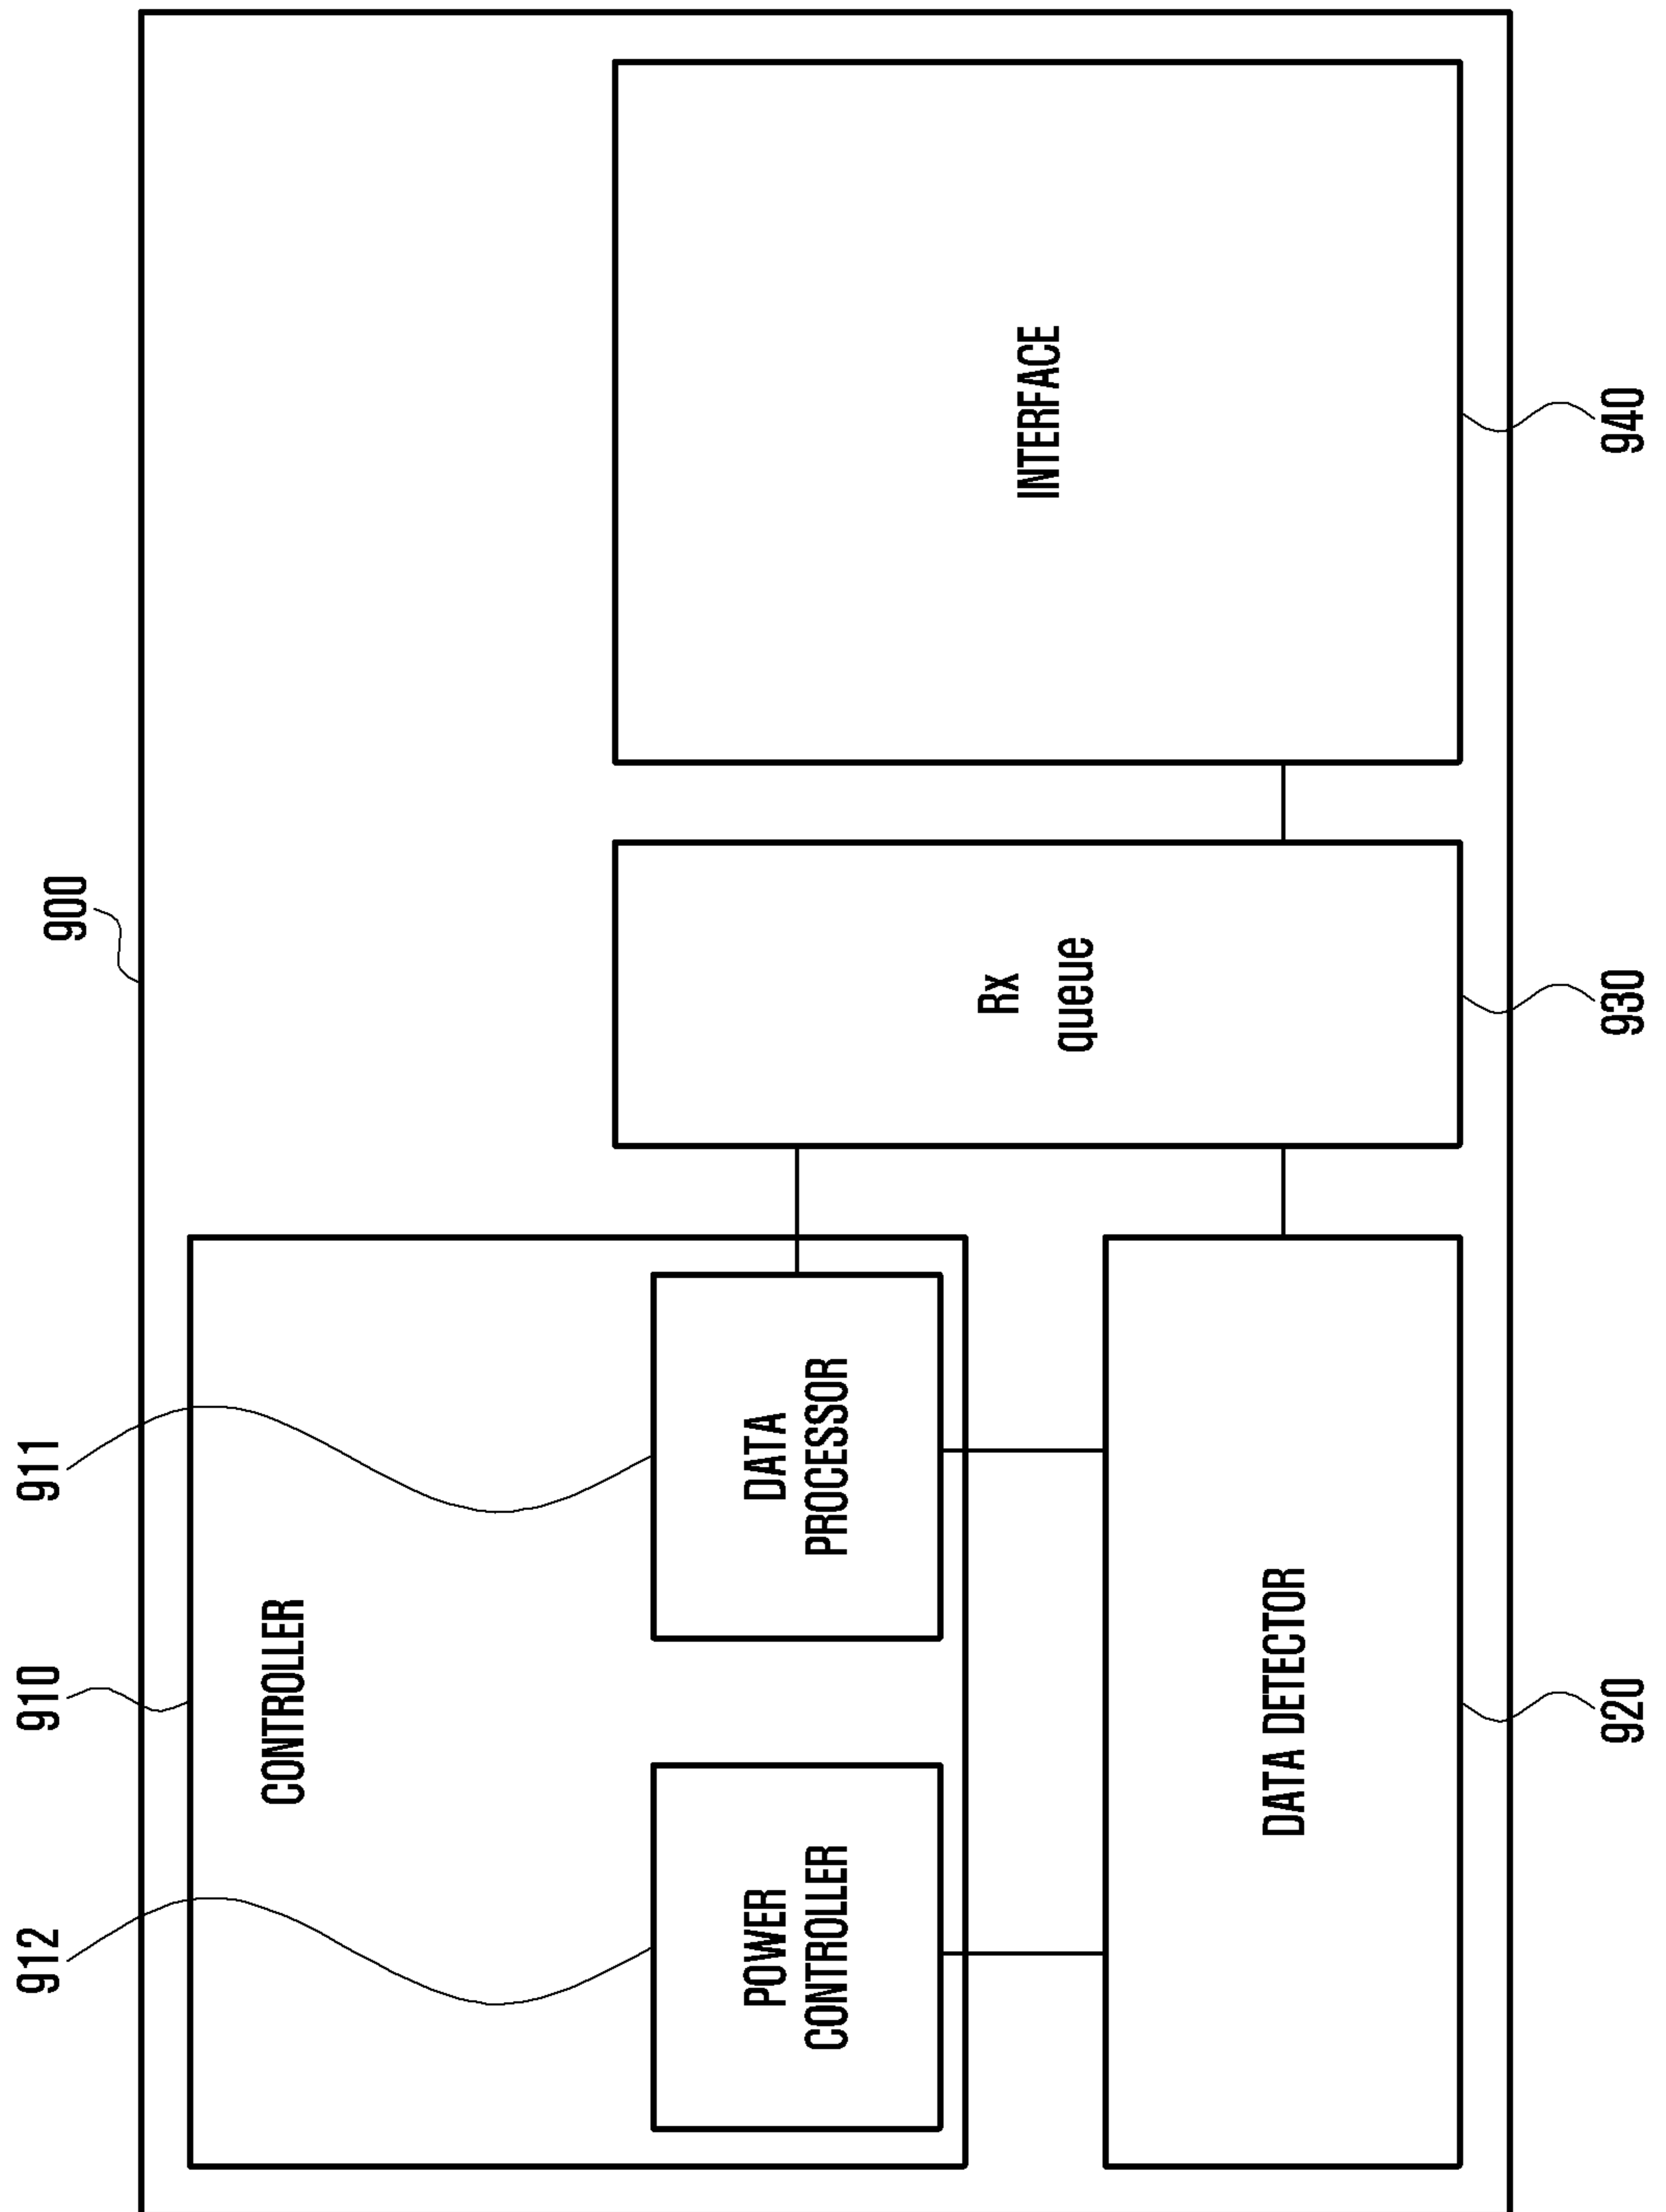 900
912
910
911
CONTROLLER
POWER
CONTROLLER
DATA
PROCESSOR
Rx
queue
INTERFACE
DATA DETECTOR
920
930
940